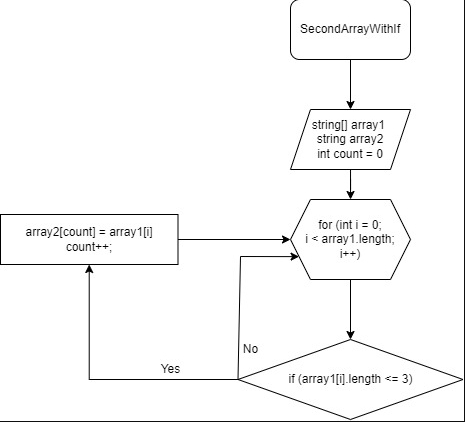 SecondArrayWithIf
string[] array1
string array2
int count = 0
for (int i = 0;
i < array1.length;
i++)
array2[count] = array1[i]
count++;
No
Yes
if (array1[i].length <= 3)